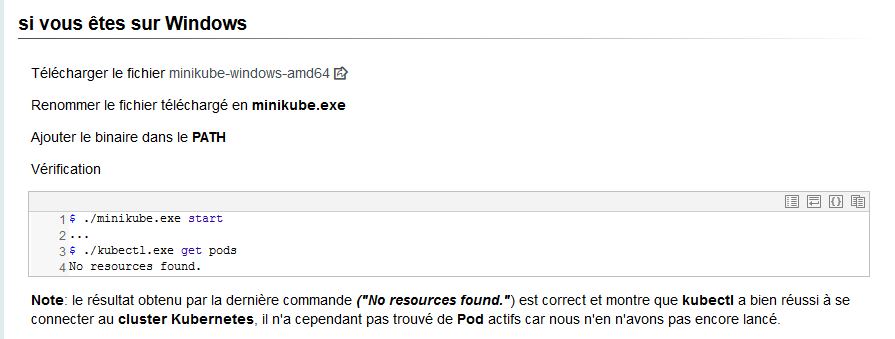 si vous êtes sur Windows
Télécharger le fichier minikube-windows-amd64
Renommer le fichier téléchargé en minikube.exe
Ajouter le binaire dans le PATH
Vérification
1 $ ./minikube.exe start
2 ...
3 $ ./kubectl.exe get pods
4 No resources found.
Note: le résultat obtenu par la dernière commande ("No resources found.") est correct et montre que kubectl a bien réussi à se
connecter au cluster Kubernetes, il n'a cependant pas trouvé de Pod actifs car nous n'en n'avons pas encore lancé.